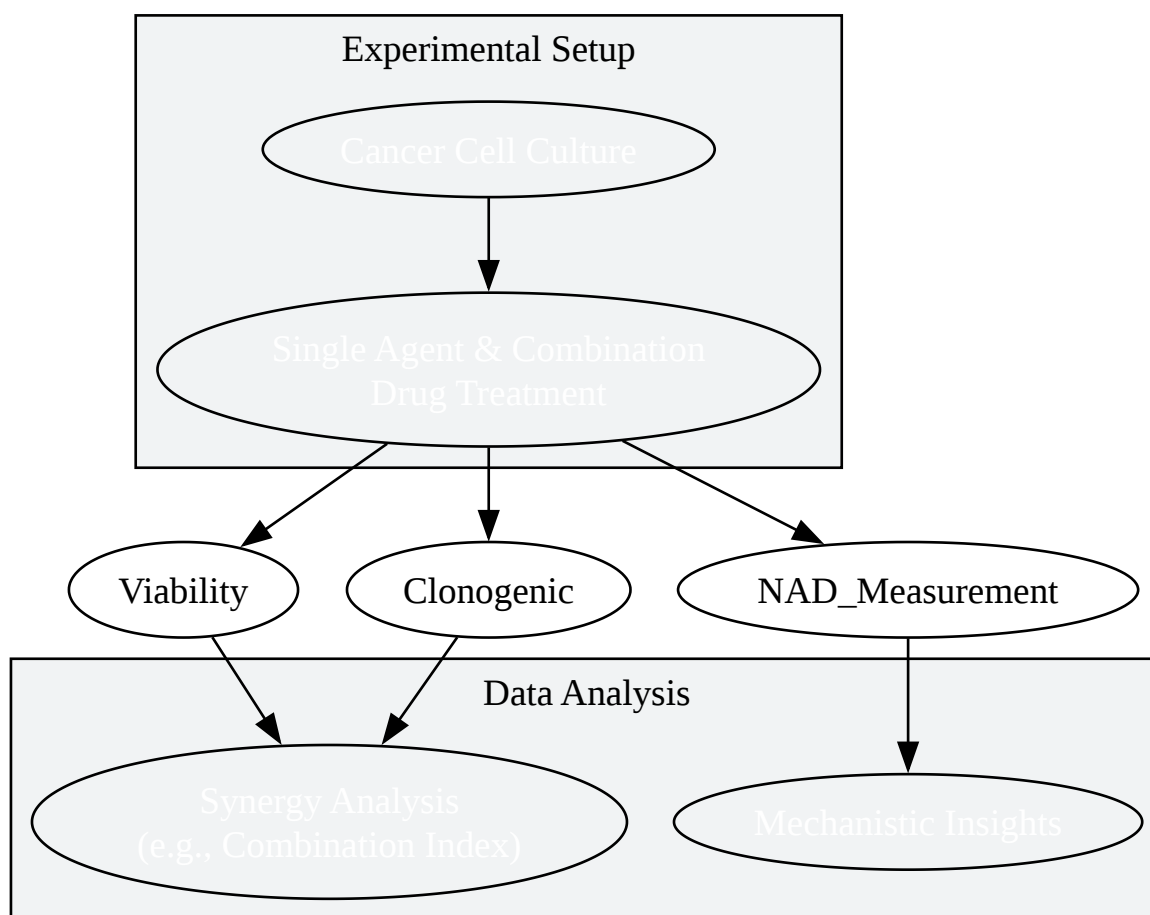 Experimental Setup
Cancer Cell Culture
Single Agent & Combination
Drug Treatment
Viability
Clonogenic
NAD_Measurement
Data Analysis
Synergy Analysis
(e.g., Combination Index)
Mechanistic Insights